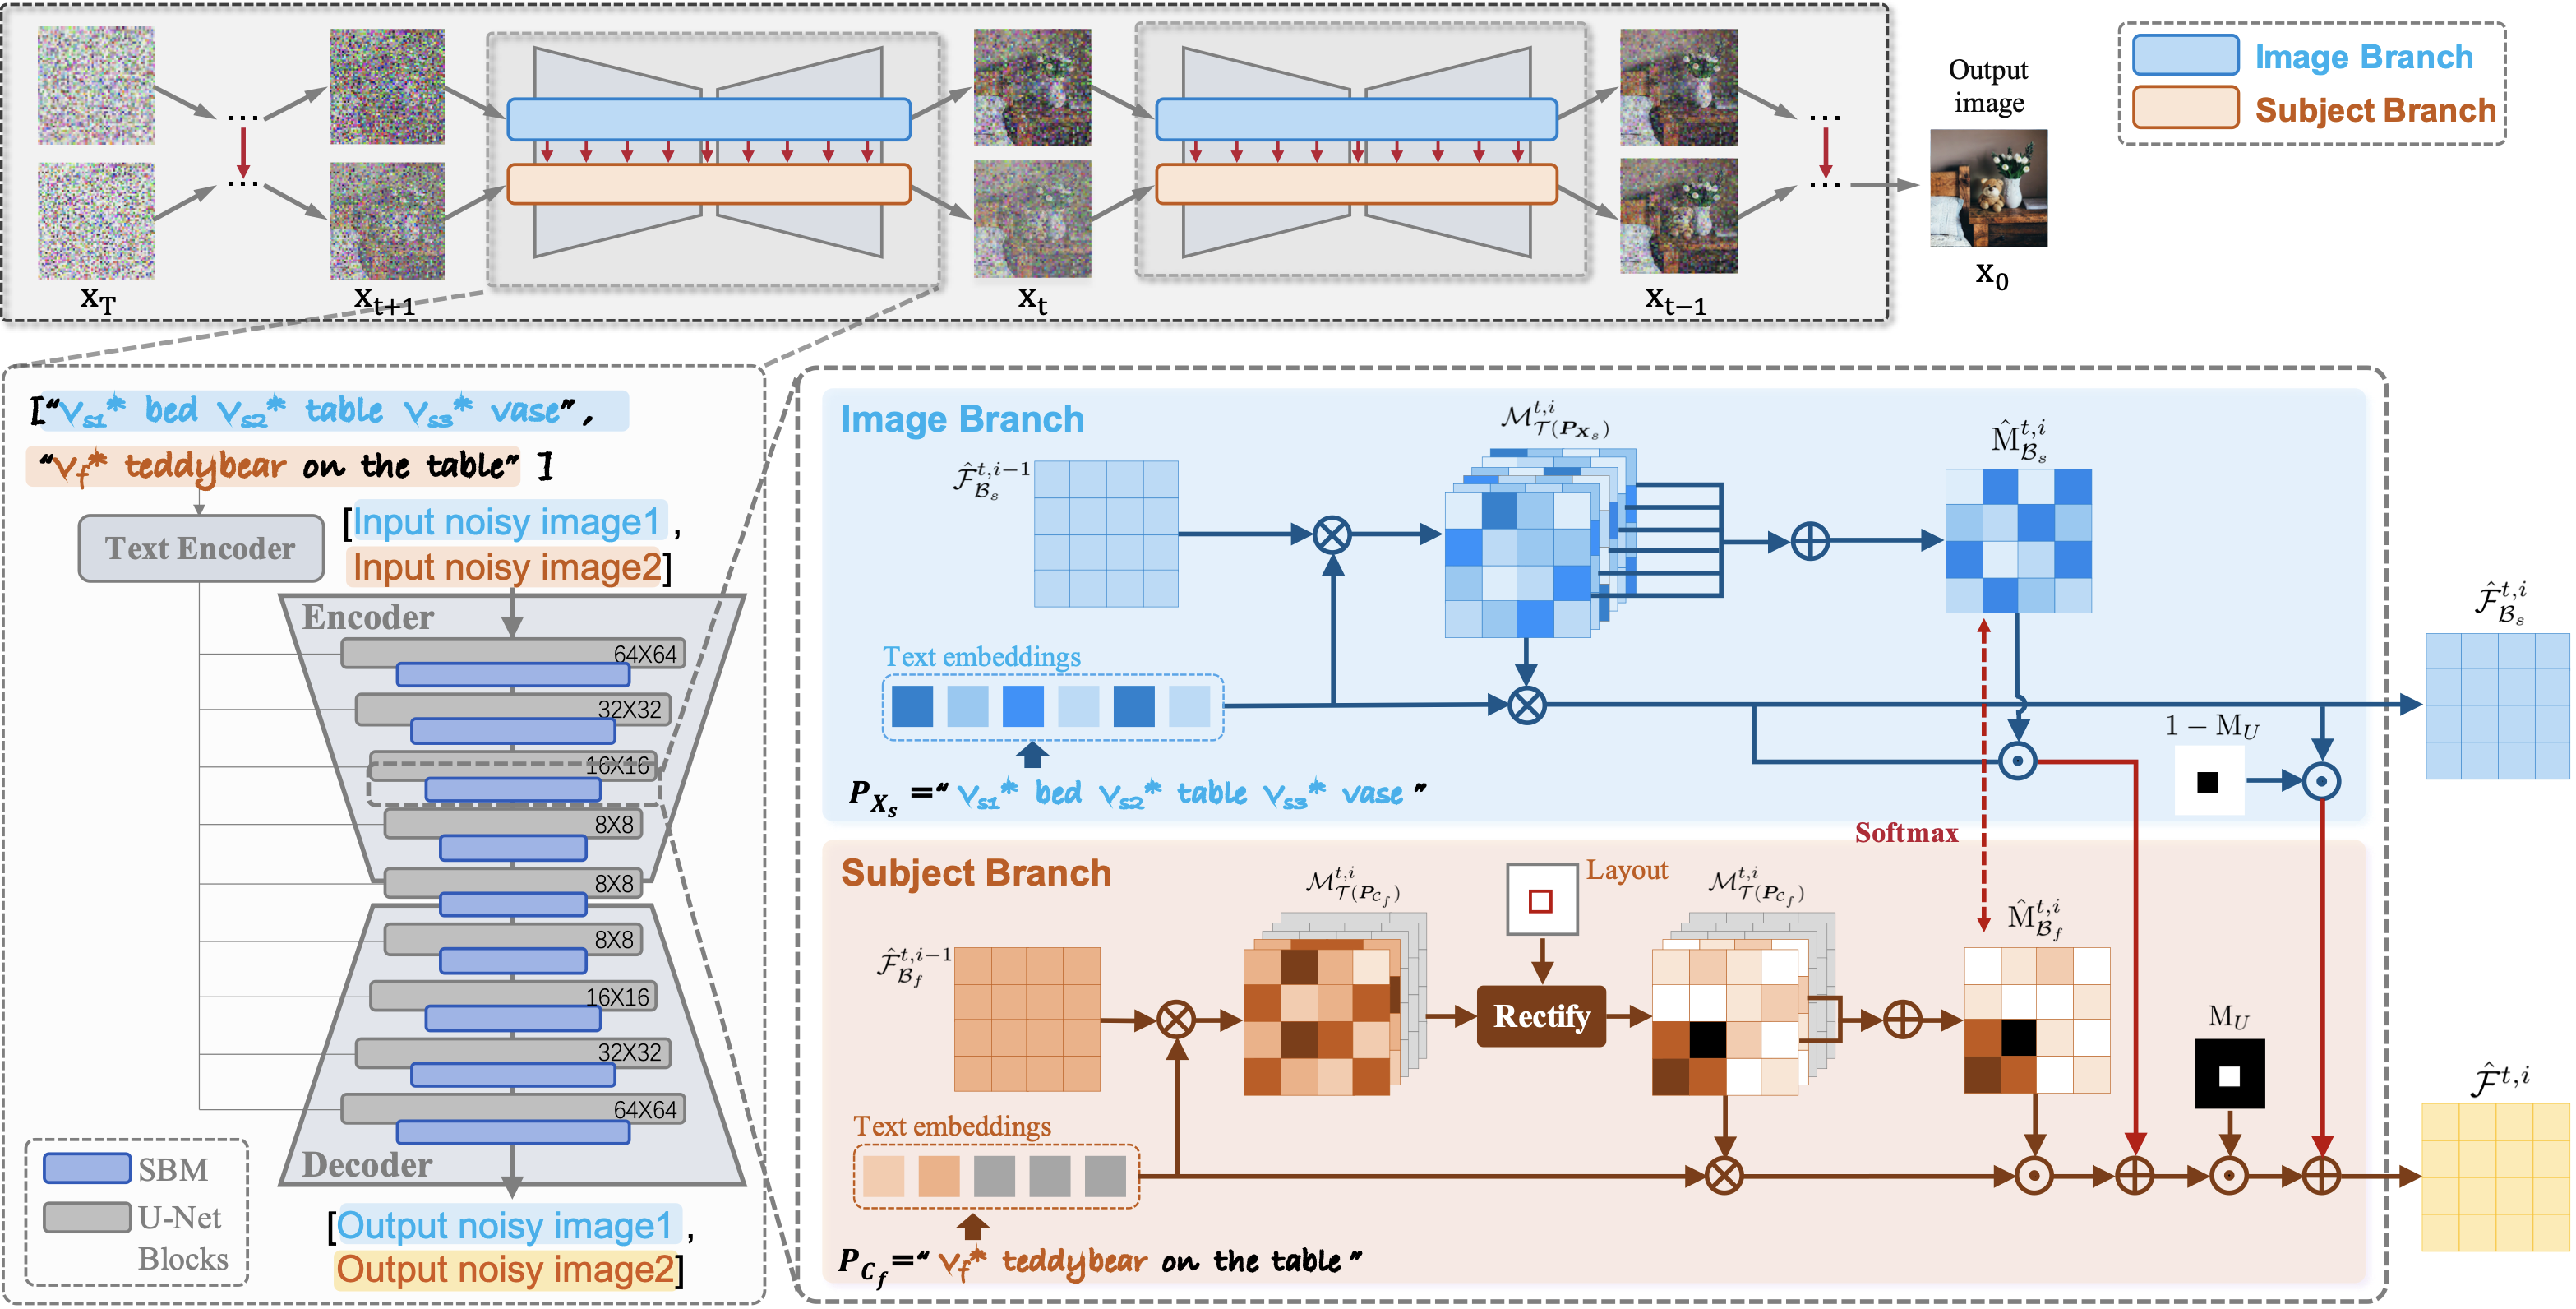 Output
image
Image Branch
Subject Branch
x_T
x_{t+1}
x_t
x_{t−1}
x_0
["V_{s1}* bed V_{s2}* table V_{s3}* vase",
"V_f* teddybear on the table"]
Text Encoder
[Input noisy image1,
Input noisy image2]
Encoder
64X64
32X32
16X16
8X8
8X8
8X8
16X16
32X32
64X64
Decoder
SBM
U-Net
Blocks
[Output noisy image1,
Output noisy image2]
Image Branch
\hat{\mathcal{F}}_{\mathcal{B}_s}^{t,i-1}
\mathcal{M}_{\mathcal{T}(P_{X_s})}^{t,i}
\hat{M}_{\mathcal{B}_s}^{t,i}
Text embeddings
P_{X_s} ="V_{s1}* bed V_{s2}* table V_{s3}* vase"
1 − M_U
\hat{\mathcal{F}}_{\mathcal{B}_s}^{t,i}
Softmax
Subject Branch
\hat{\mathcal{F}}_{\mathcal{B}_f}^{t,i-1}
\mathcal{M}_{\mathcal{T}(P_{C_f})}^{t,i}
Layout
Rectify
\mathcal{M}_{\mathcal{T}(P_{C_f})}^{t,i}
\hat{M}_{\mathcal{B}_f}^{t,i}
M_U
\hat{\mathcal{F}}^{t,i}
Text embeddings
P_{C_f}="V_f* teddybear on the table"